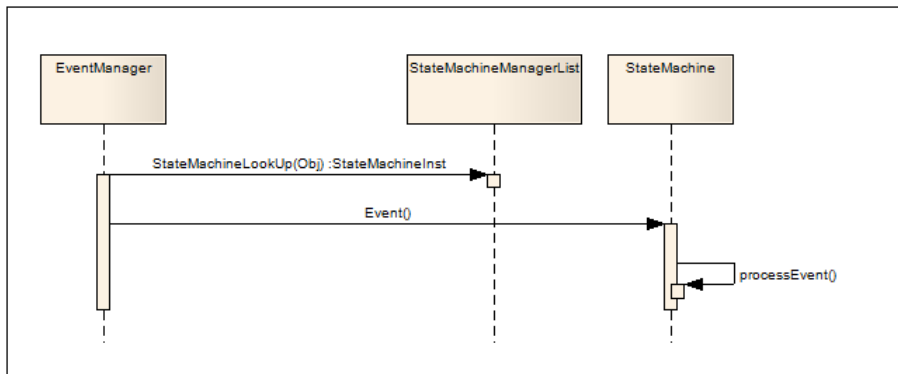 EventManager
StateMachineManagerList
StateMachine
StateMachineLookUp(Obj) :StateMachineInst
Event()
processEvent()